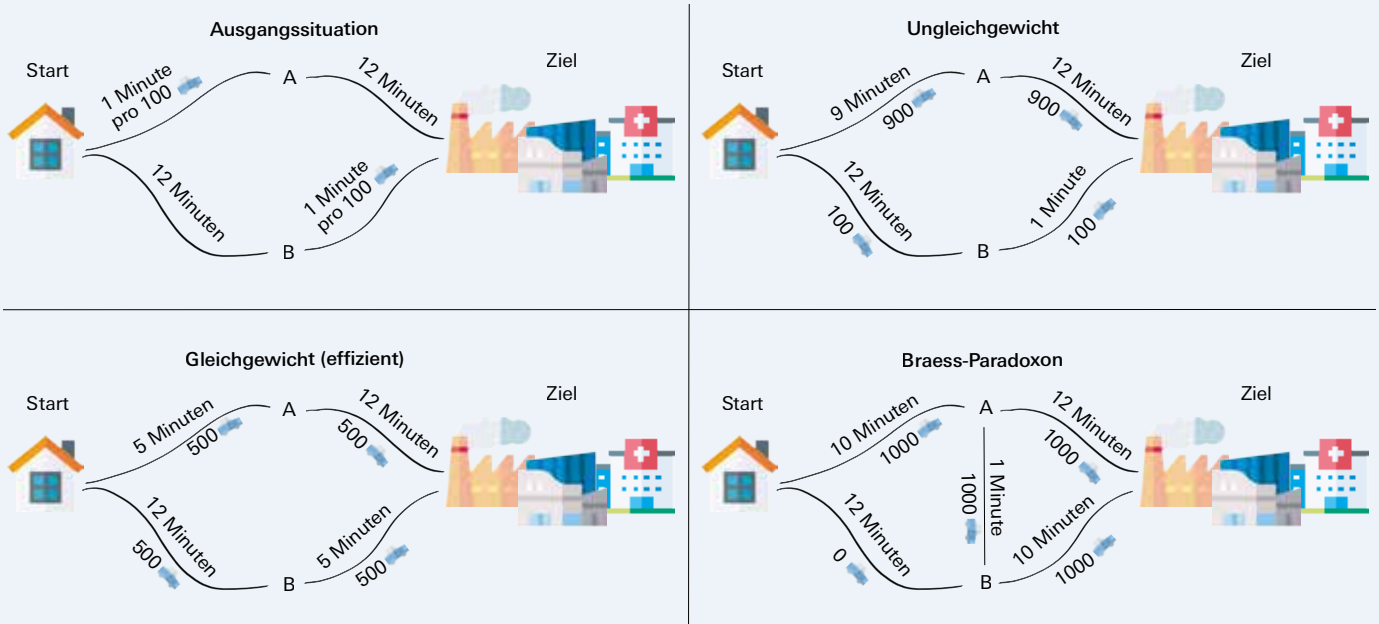 Ausgangssituation
Start
Ziel
1 Minute
pro 100
A
12 Minuten
12 Minuten
B
1 Minute
pro 100
Ungleichgewicht
Start
Ziel
9 Minuten
900
A
12 Minuten
900
12 Minuten
100
B
1 Minute
100
Gleichgewicht (effizient)
Start
Ziel
5 Minuten
500
A
12 Minuten
500
12 Minuten
500
B
5 Minuten
500
Braess-Paradoxon
Start
Ziel
10 Minuten
1000
A
12 Minuten
1000
1 Minute
1000
12 Minuten
0
B
10 Minuten
1000